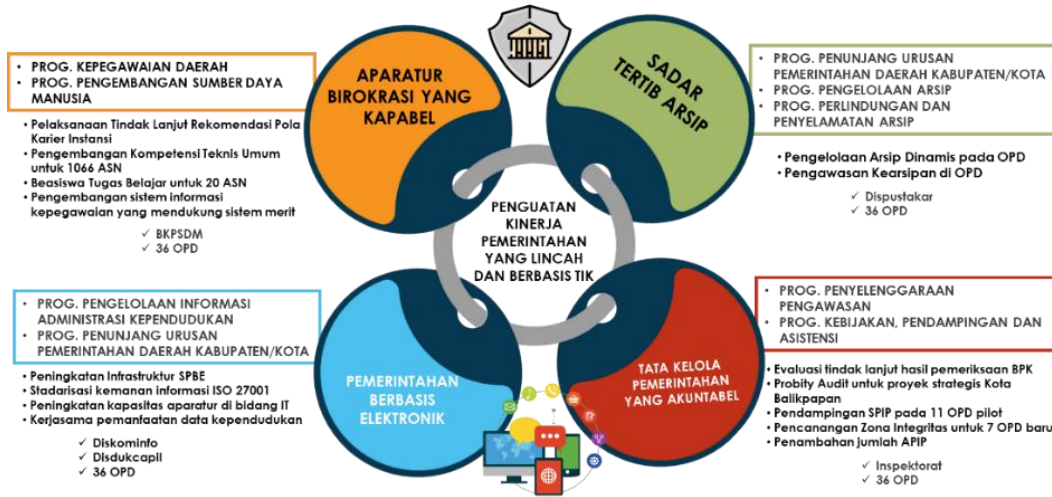 • PROG. KEPEGAWAIAN DAERAH
• PROG. PENGEMBANGAN SUMBER DAYA
MANUSIA
• Pelaksanaan Tindak Lanjut Rekomendasi Pola
Karier Instansi
• Pengembangan Kompetensi Teknis Umum
untuk 1066 ASN
• Beasiswa Tugas Belajar untuk 20 ASN
• Pengembangan sistem informasi
kepegawaian yang mendukung sistem merit
✓ BKPSDM
✓ 36 OPD
APARATUR
BIROKRASI YANG
KAPABEL
SADAR
TERTIB ARSIP
• PROG. PENUNJANG URUSAN
PEMERINTAHAN DAERAH KABUPATEN/KOTA
• PROG. PENGELOLAAN ARSIP
• PROG. PERLINDUNGAN DAN
PENYELAMATAN ARSIP
• Pengelolaan Arsip Dinamis pada OPD
• Pengawasan Kearsipan di OPD
✓ Dispustakar
✓ 36 OPD
PENGUATAN
KINERJA
PEMERINTAHAN
YANG LINCAH
DAN BERBASIS TIK
• PROG. PENGELOLAAN INFORMASI
ADMINISTRASI KEPENDUDUKAN
• PROG. PENUNJANG URUSAN
PEMERINTAHAN DAERAH KABUPATEN/KOTA
• Peningkatan Infrastruktur SPBE
• Stadarisasi kemanan informasi ISO 27001
• Peningkatan kapasitas aparatur di bidang IT
• Kerjasama pemanfaatan data kependudukan
✓ Diskominfo
✓ Disdukcapil
✓ 36 OPD
PEMERINTAHAN
BERBASIS
ELEKTRONIK
TATA KELOLA
PEMERINTAHAN
YANG AKUNTABEL
• PROG. PENYELENGGARAAN
PENGAWASAN
• PROG. KEBIJAKAN, PENDAMPINGAN DAN
ASISTENSI
• Evaluasi tindak lanjut hasil pemeriksaan BPK
• Probity Audit untuk proyek strategis Kota
Balikpapan
• Pendampingan SPIP pada 11 OPD pilot
• Pencanangan Zona Integritas untuk 7 OPD baru
• Penambahan jumlah APIP
✓ Inspektorat
✓ 36 OPD